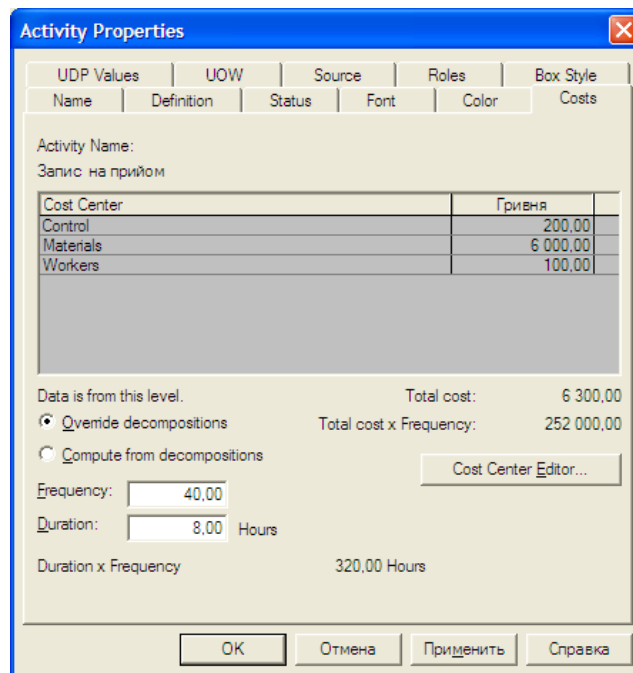 Activity Properties
UDP Values UOW Source Roles Box Style
Name Definition Status Font Color Costs
Activity Name:
Запис на прийом
Cost Center Гривня
Control 200,00
Materials 6 000,00
Workers 100,00
Data is from this level. Total cost: 6 300,00
Override decompositions Total cost x Frequency: 252 000,00
Compute from decompositions
Cost Center Editor...
Frequency: 40,00
Duration: 8,00 Hours
Duration x Frequency 320,00 Hours
OK Отмена Применить Справка